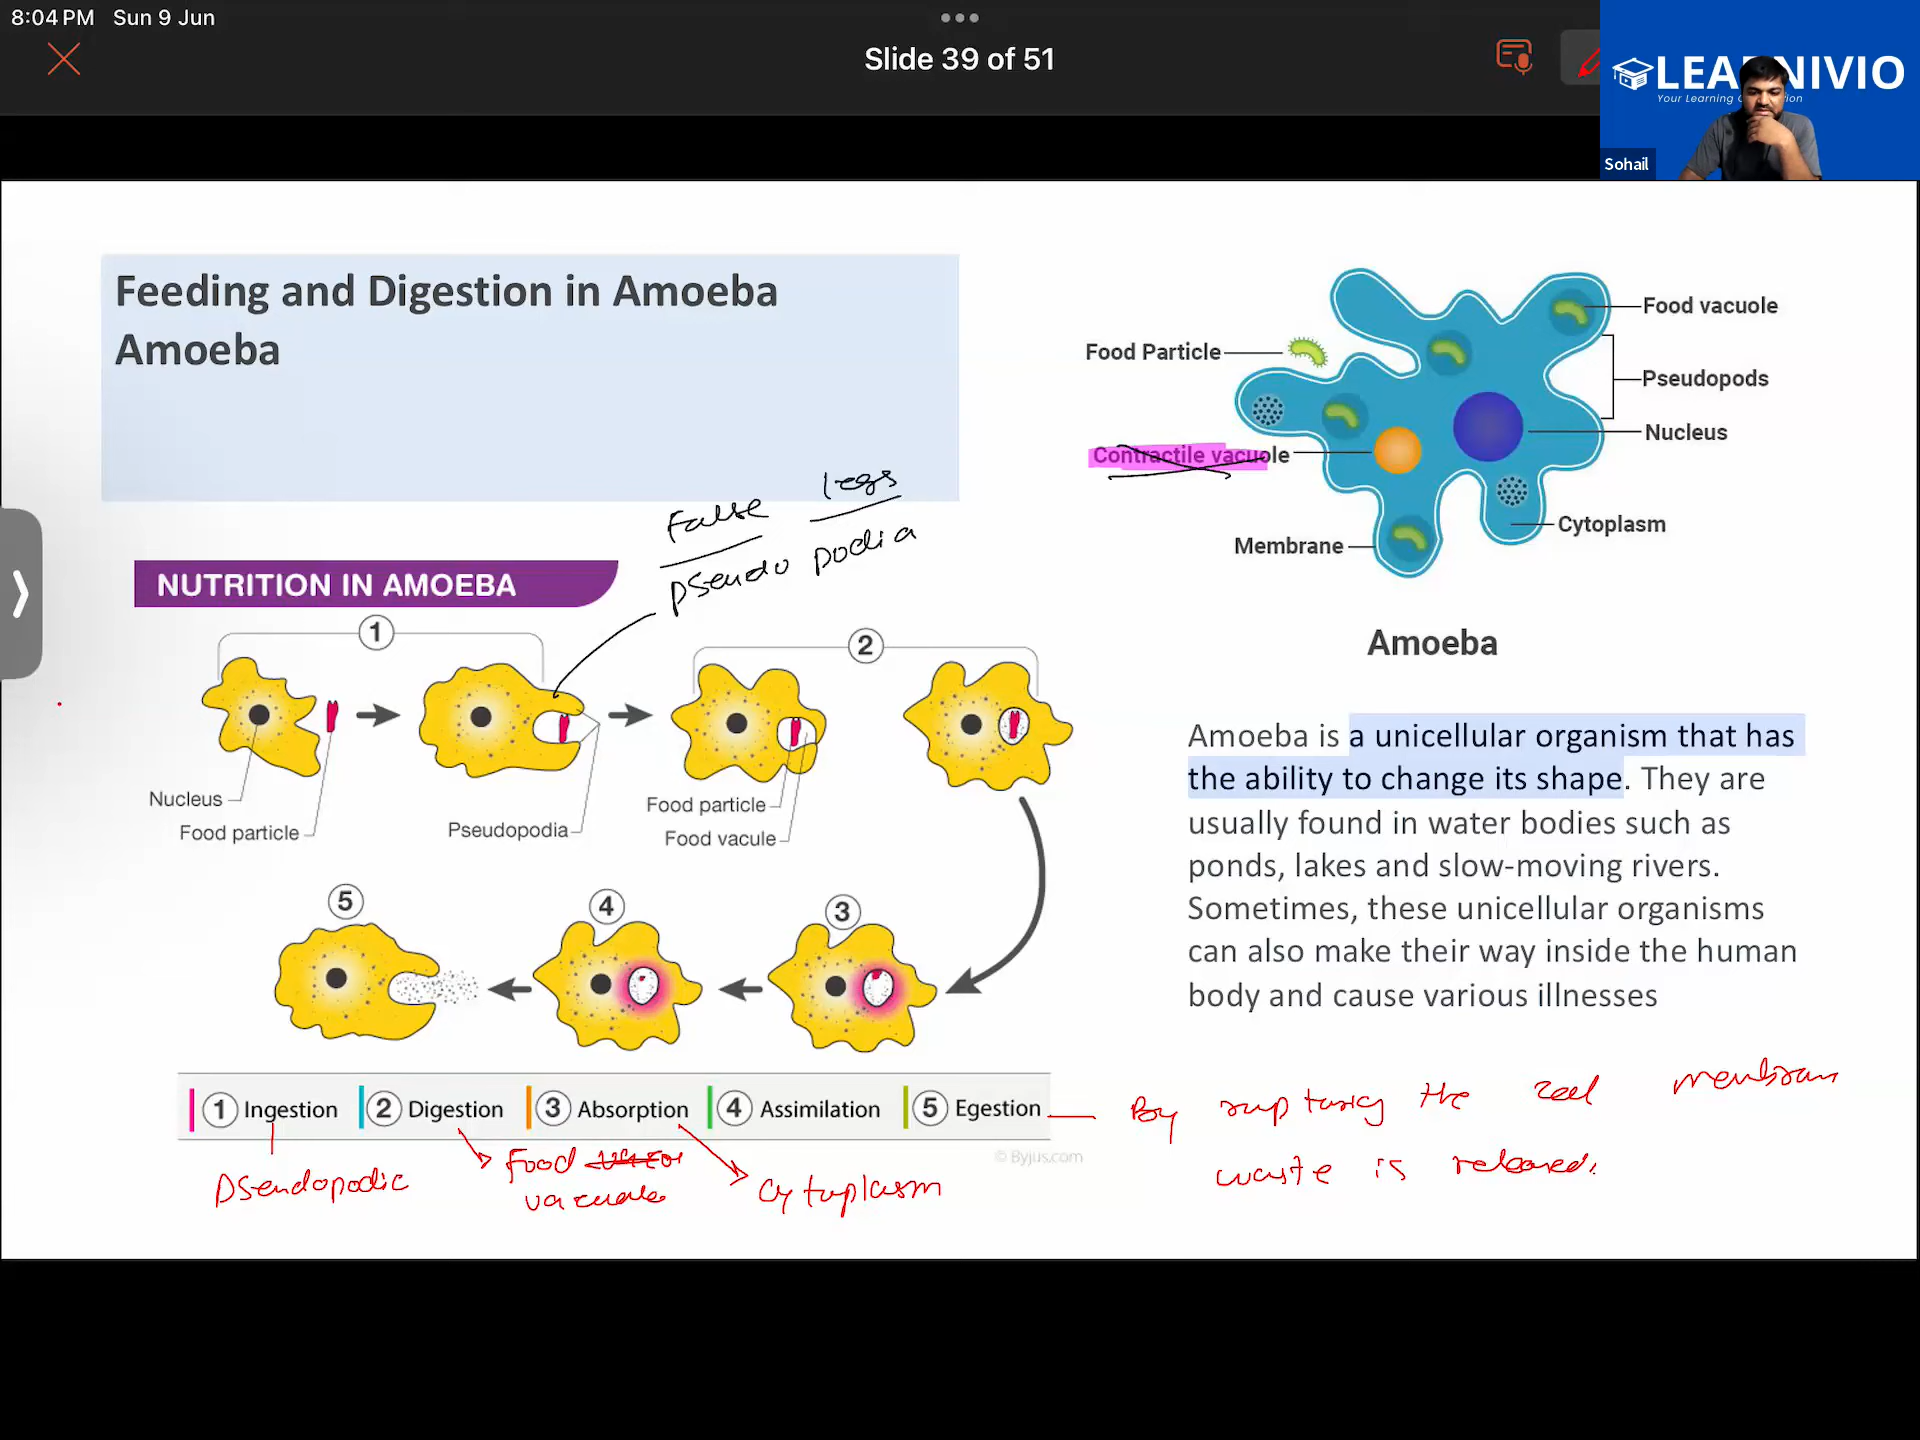 8:04 PM Sun 9 Jun
Slide 39 of 51
LEARNIVIO
Your Learning
Sohail
Feeding and Digestion in Amoeba
Amoeba
Food vacuole
Food Particle
Pseudopods
Nucleus
Contractile vacuole
Cytoplasm
Membrane
Amoeba
False legs
pseudo podia
NUTRITION IN AMOEBA
1
2
Nucleus
Food particle
Pseudopodia
Food particle
Food vacule
5
4
3
Amoeba is a unicellular organism that has
the ability to change its shape. They are
usually found in water bodies such as
ponds, lakes and slow-moving rivers.
Sometimes, these unicellular organisms
can also make their way inside the human
body and cause various illnesses
1 Ingestion 2 Digestion 3 Absorption 4 Assimilation 5 Egestion
By rupturing the cell membrane
waste is released.
Pseudopodia
Food
vacuole
Cytoplasm
© Byjus.com